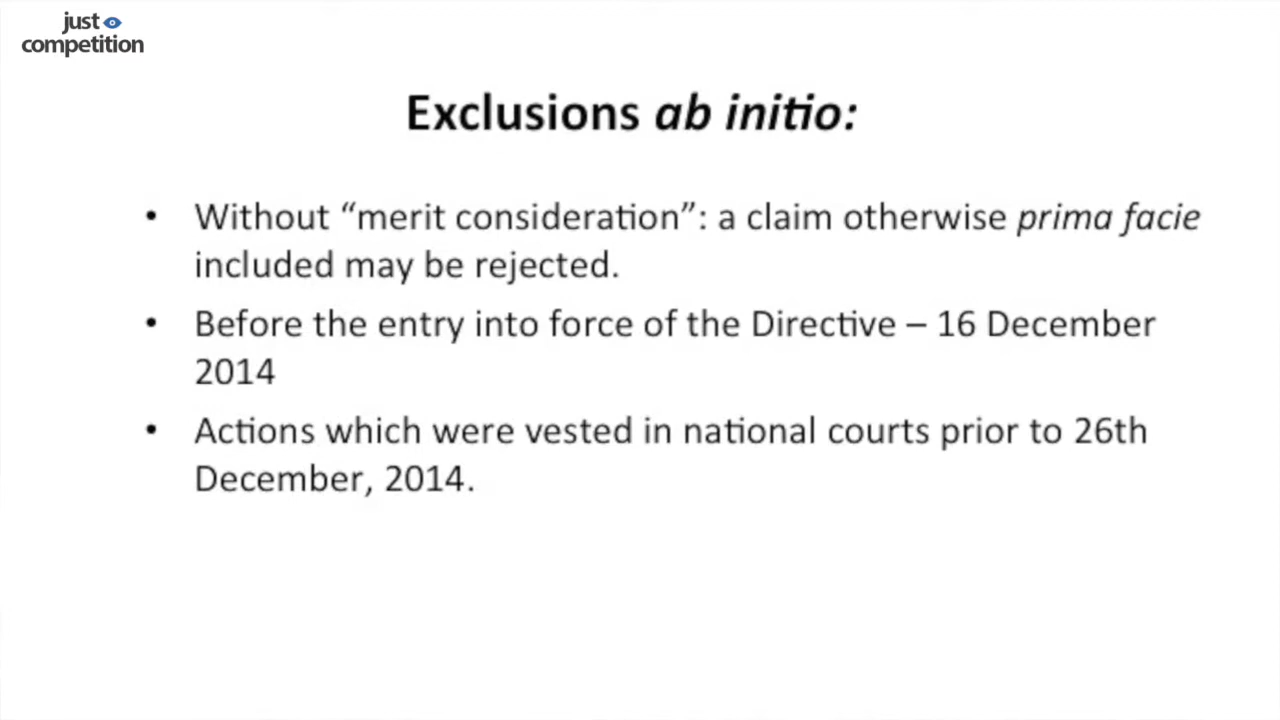 just
competition
Exclusions ab initio:
• Without “merit consideration”: a claim otherwise prima facie
included may be rejected.
• Before the entry into force of the Directive – 16 December
2014
• Actions which were vested in national courts prior to 26th
December, 2014.